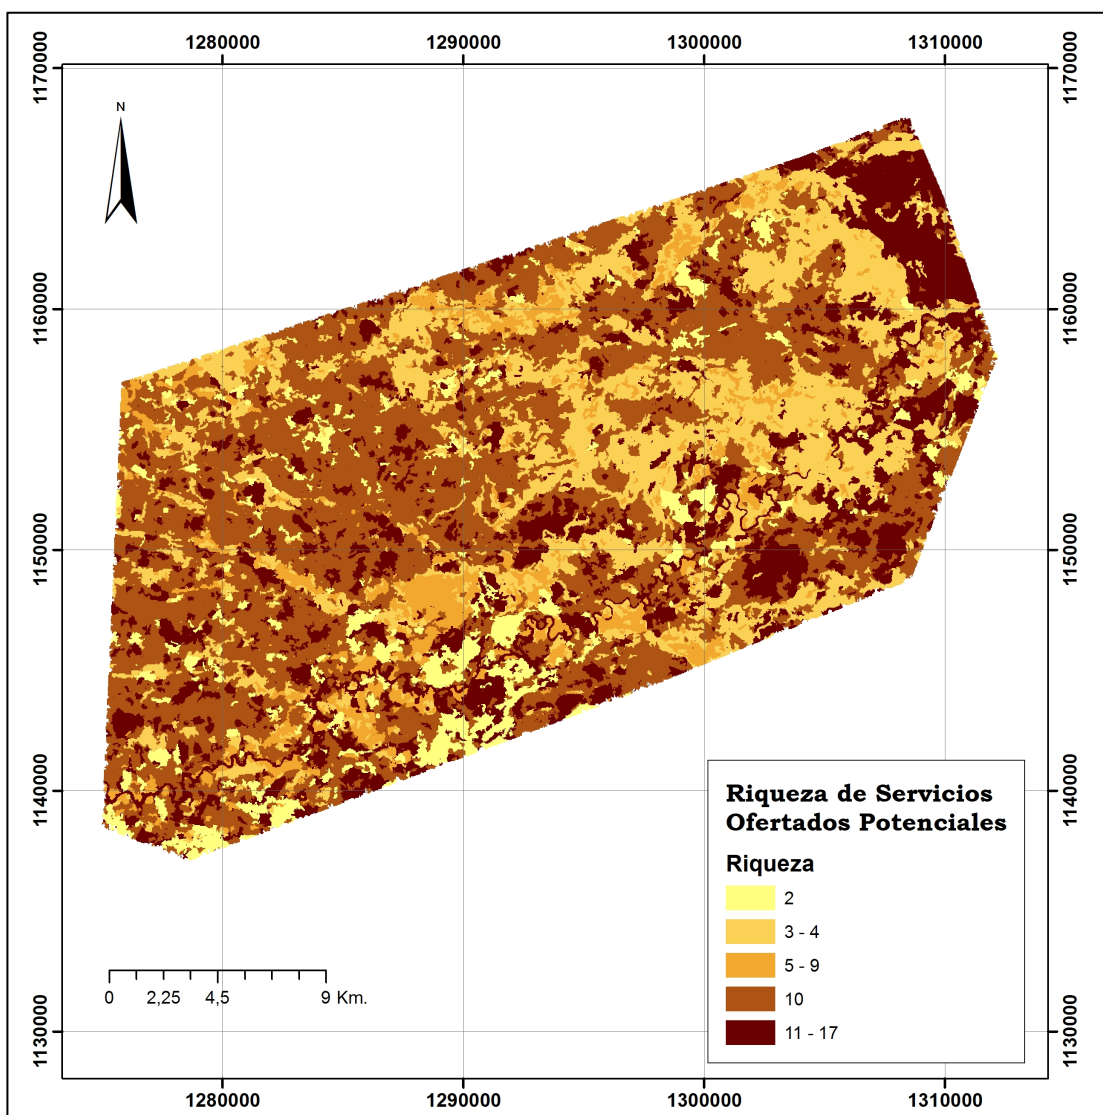 1280000 1290000 1300000 1310000
1170000 1170000
N
1160000 1160000
1150000 1150000
1140000 1140000
Riqueza de Servicios
Ofertados Potenciales
Riqueza
2
3 - 4
5 - 9
10
11 - 17
0 2,25 4,5 9 Km.
1130000 1130000
1280000 1290000 1300000 1310000